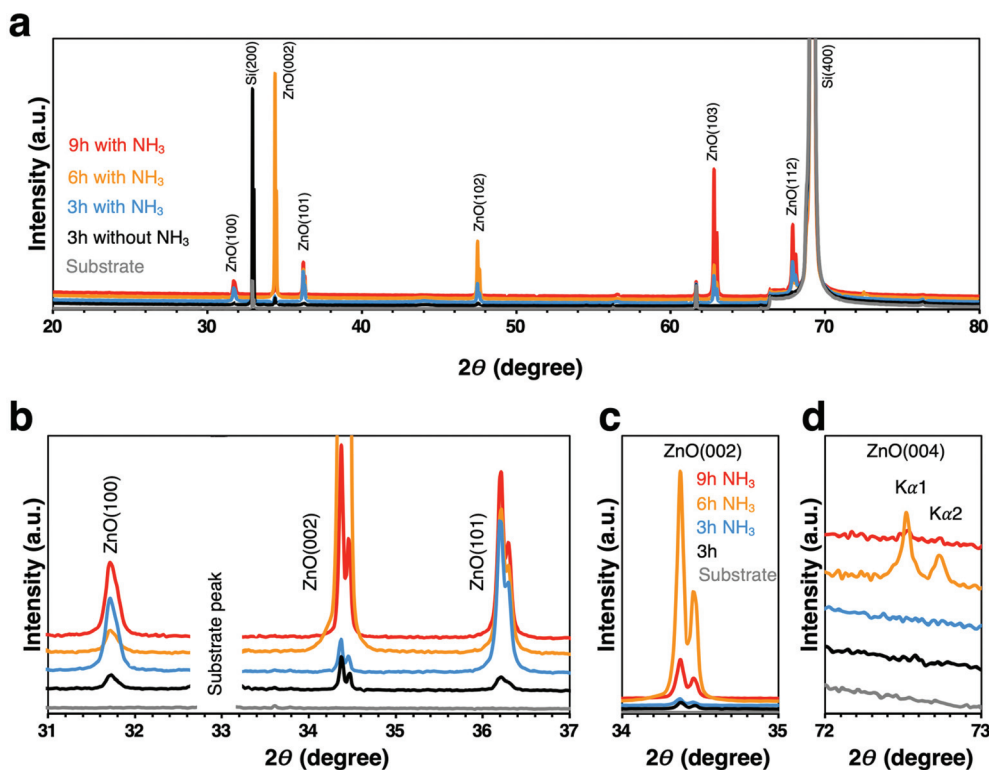 a
Intensity (a.u.)
9h with NH₃
6h with NH₃
3h with NH₃
3h without NH₃
Substrate
ZnO(100)
Si(200)
ZnO(002)
ZnO(101)
ZnO(102)
ZnO(103)
ZnO(112)
Si(400)
20 30 40 50 60 70 80
2θ (degree)
b
Intensity (a.u.)
ZnO(100)
Substrate peak
ZnO(002)
ZnO(101)
31 32 33 34 35 36 37
2θ (degree)
c
Intensity (a.u.)
ZnO(002)
9h NH₃
6h NH₃
3h NH₃
3h
Substrate
34 35
2θ (degree)
d
Intensity (a.u.)
ZnO(004)
Kα1
Kα2
72 73
2θ (degree)